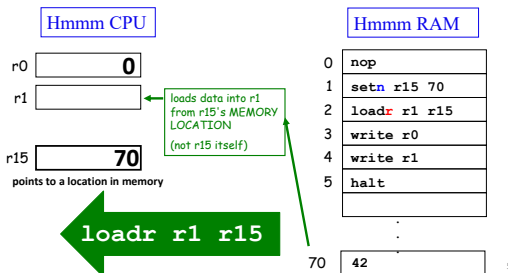 Hmmm CPU
r0 0
r1
loads data into r1
from r15's MEMORY
LOCATION
(not r15 itself)
r15 70
points to a location in memory
loadr r1 r15
Hmmm RAM
0 nop
1 setn r15 70
2 loadr r1 r15
3 write r0
4 write r1
5 halt
.
.
.
70 42